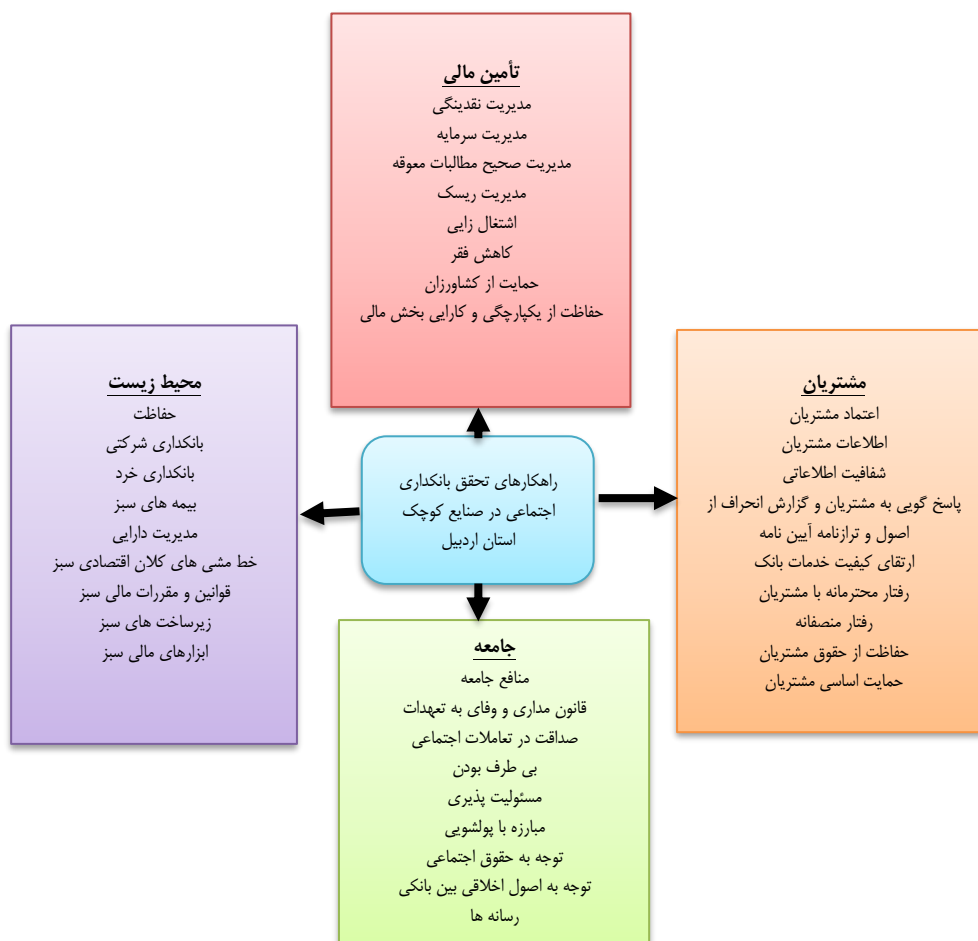 تأمین مالی
مدیریت نقدینگی
مدیریت سرمایه
مدیریت صحیح مطالبات معوقه
مدیریت ریسک
اشتغال زایی
کاهش فقر
حمایت از کشاورزان
حفاظت از یکپارچگی و کارایی بخش مالی
مشتریان
اعتماد مشتریان
اطلاعات مشتریان
شفافیت اطلاعاتی
پاسخ گویی به مشتریان و گزارش انحراف از
اصول و ترازنامه آیین نامه
ارتقای کیفیت خدمات بانک
رفتار محترمانه با مشتریان
رفتار منصفانه
حفاظت از حقوق مشتریان
حمایت اساسی مشتریان
راهکارهای تحقق بانکداری
اجتماعی در صنایع کوچک
استان اردبیل
محیط زیست
حفاظت
بانکداری شرکتی
بانکداری خرد
بیمه های سبز
مدیریت دارایی
خط مشی های کلان اقتصادی سبز
قوانین و مقررات مالی سبز
زیرساخت های سبز
ابزارهای مالی سبز
جامعه
منافع جامعه
قانون مداری و وفای به تعهدات
صداقت در تعاملات اجتماعی
بی طرف بودن
مسئولیت پذیری
مبارزه با پولشویی
توجه به حقوق اجتماعی
توجه به اصول اخلاقی بین بانکی
رسانه ها